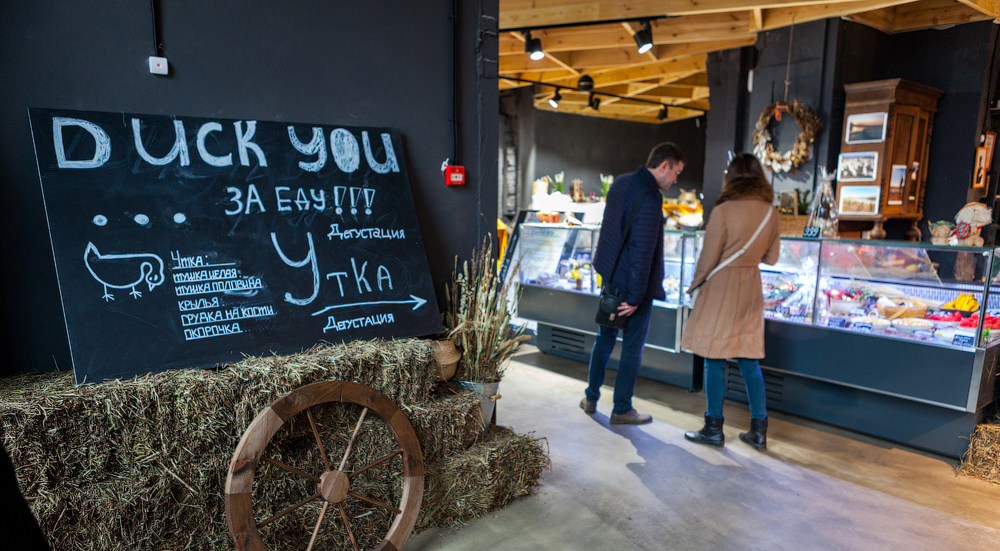 DUCK YOU
ЗА ЕДУ!!!
Дегустация
УТКА
Дегустация
Утка:
тушка целая
тушка половина
крылья
грудка на кости
окорочка